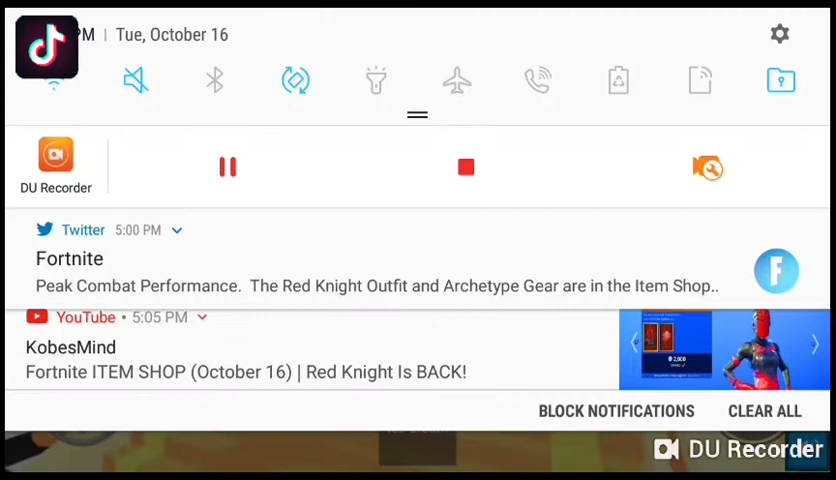 PM | Tue, October 16
DU Recorder
Twitter 5:00 PM
Fortnite
Peak Combat Performance. The Red Knight Outfit and Archetype Gear are in the Item Shop..
F
YouTube • 5:05 PM
KobesMind
Fortnite ITEM SHOP (October 16) | Red Knight Is BACK!
2,000
BLOCK NOTIFICATIONS
CLEAR ALL
DU Recorder